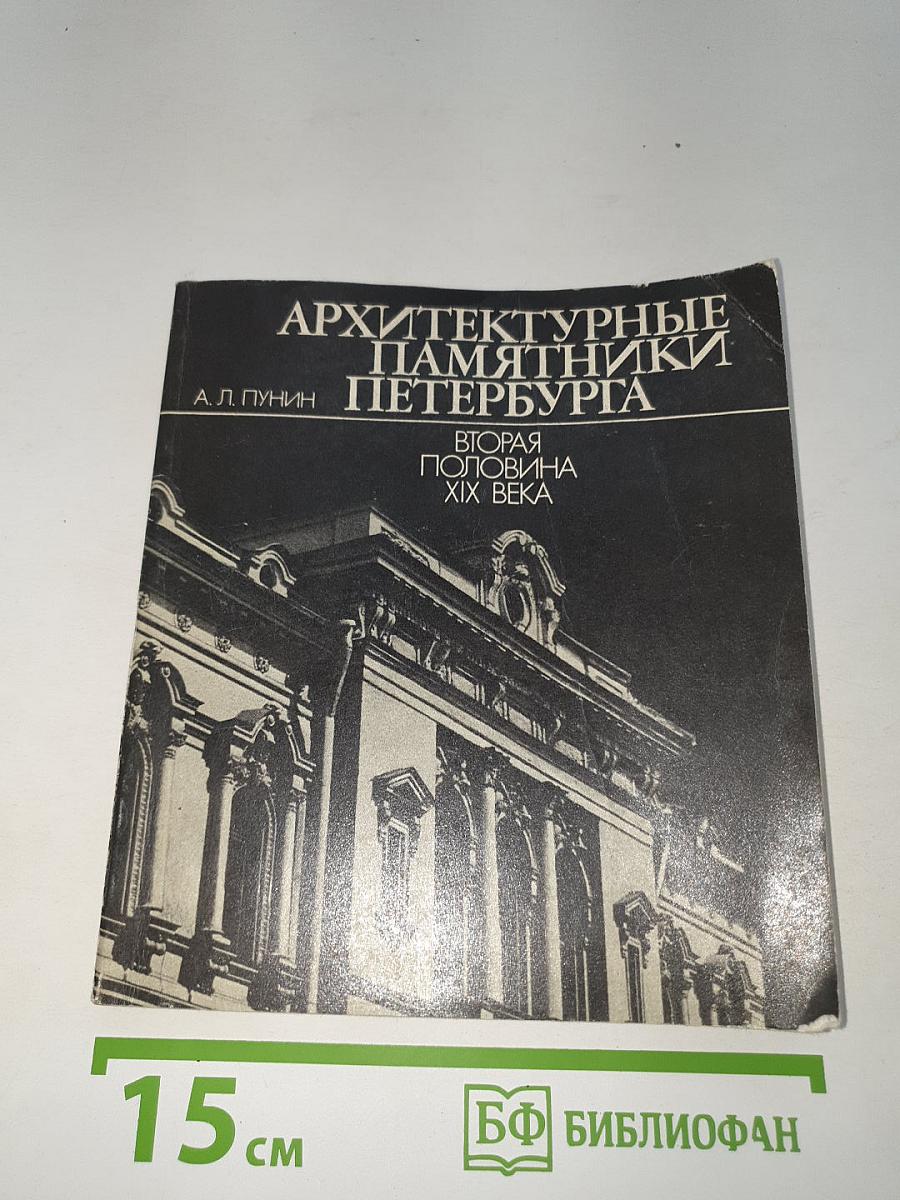 АРХИТЕКТУРНЫЕ
ПАМЯТНИКИ
А. Л. ПУНИН ПЕТЕРБУРГА
ВТОРАЯ
ПОЛОВИНА
XIX ВЕКА
15 см
БФ БИБЛИОФАН